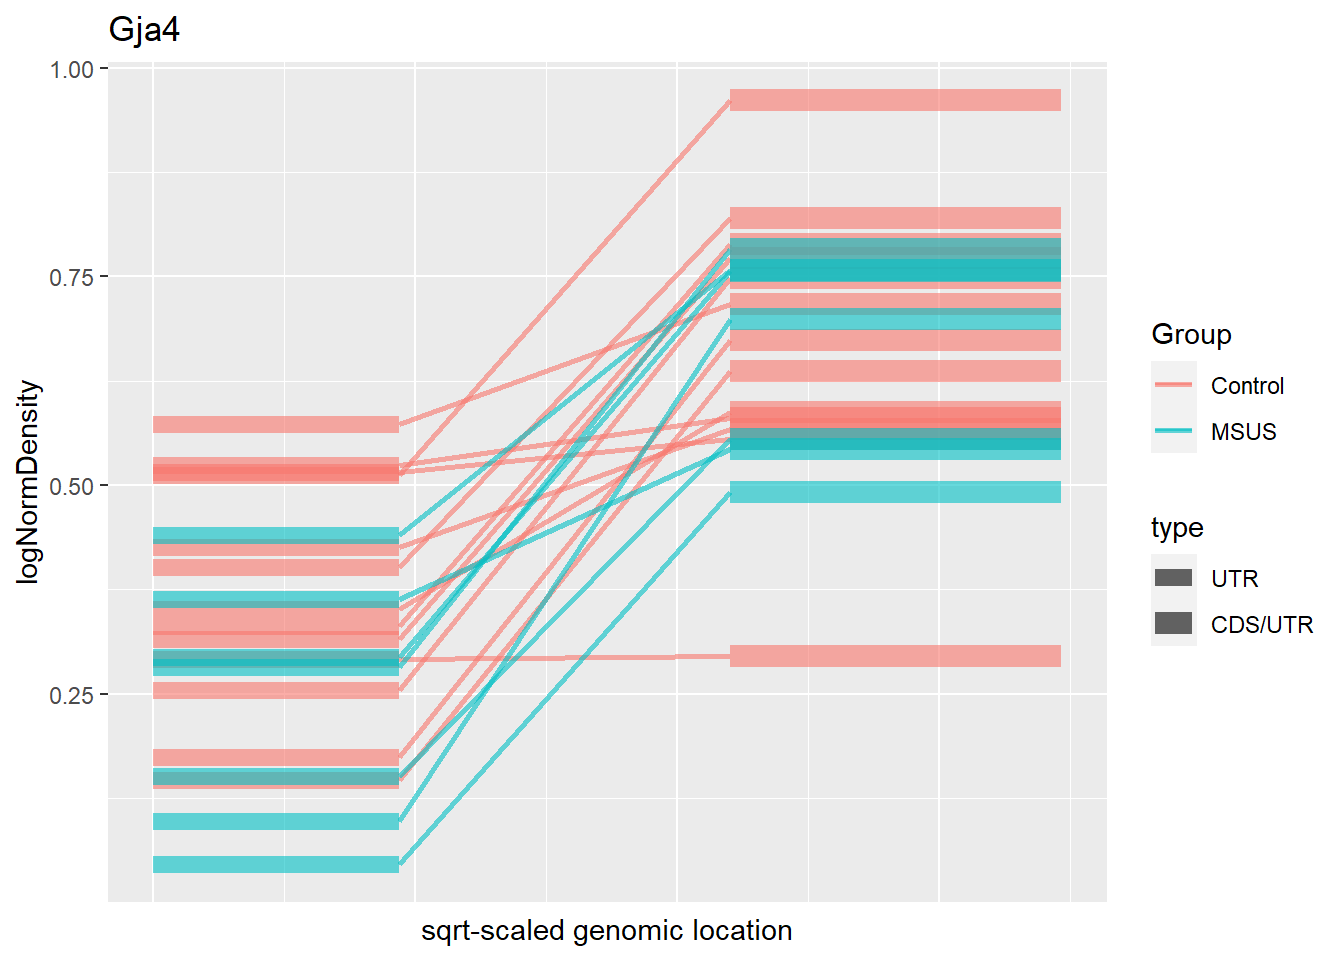 Gja4
1.00
0.75
0.50
0.25
logNormDensity
sqrt-scaled genomic location
Group
Control
MSUS
type
UTR
CDS/UTR